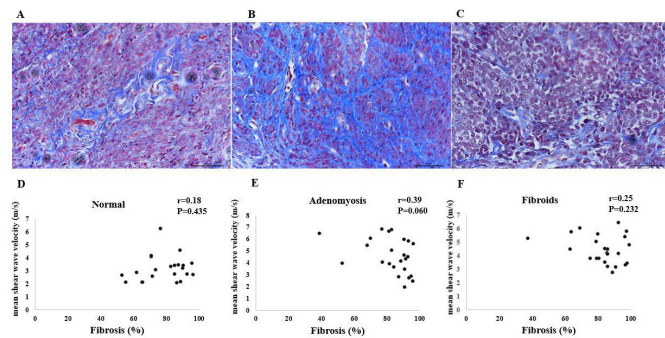 A
B
C
D
Normal
r=0.18
P=0.435
mean shear wave velocity (m/s)
7
6
5
4
3
2
1
0
0 20 40 60 80 100
Fibrosis (%)
E
Adenomyosis
r=0.39
P=0.060
mean shear wave velocity (m/s)
8
7
6
5
4
3
2
1
0
0 20 40 60 80 100
Fibrosis (%)
F
Fibroids
r=0.25
P=0.232
mean shear wave velocity (m/s)
7
6
5
4
3
2
1
0
0 20 40 60 80 100
Fibrosis (%)